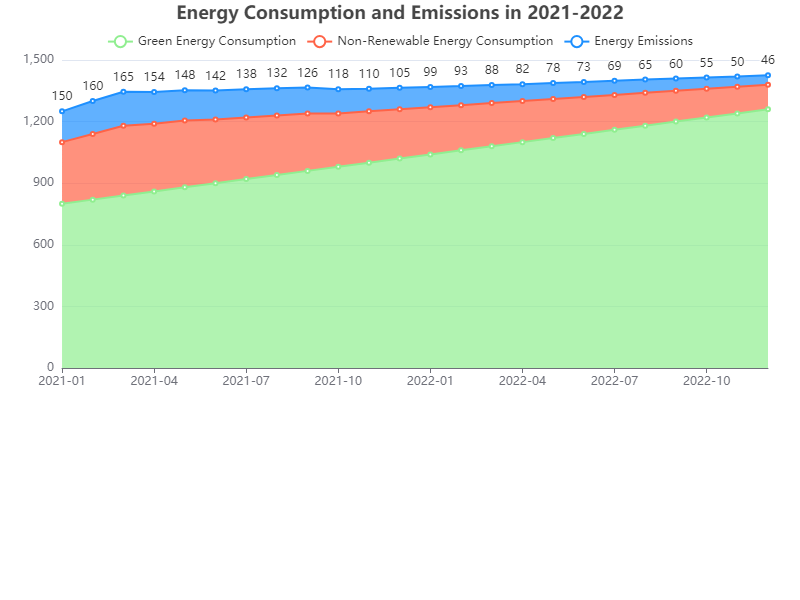 Energy Consumption and Emissions in 2021-2022
Green Energy Consumption Non-Renewable Energy Consumption Energy Emissions
1,500
150 160 165 154 148 142 138 132 126 118 110 105 99 93 88 82 78 73 69 65 60 55 50 46
1,200
900
600
300
0
2021-01 2021-04 2021-07 2021-10 2022-01 2022-04 2022-07 2022-10